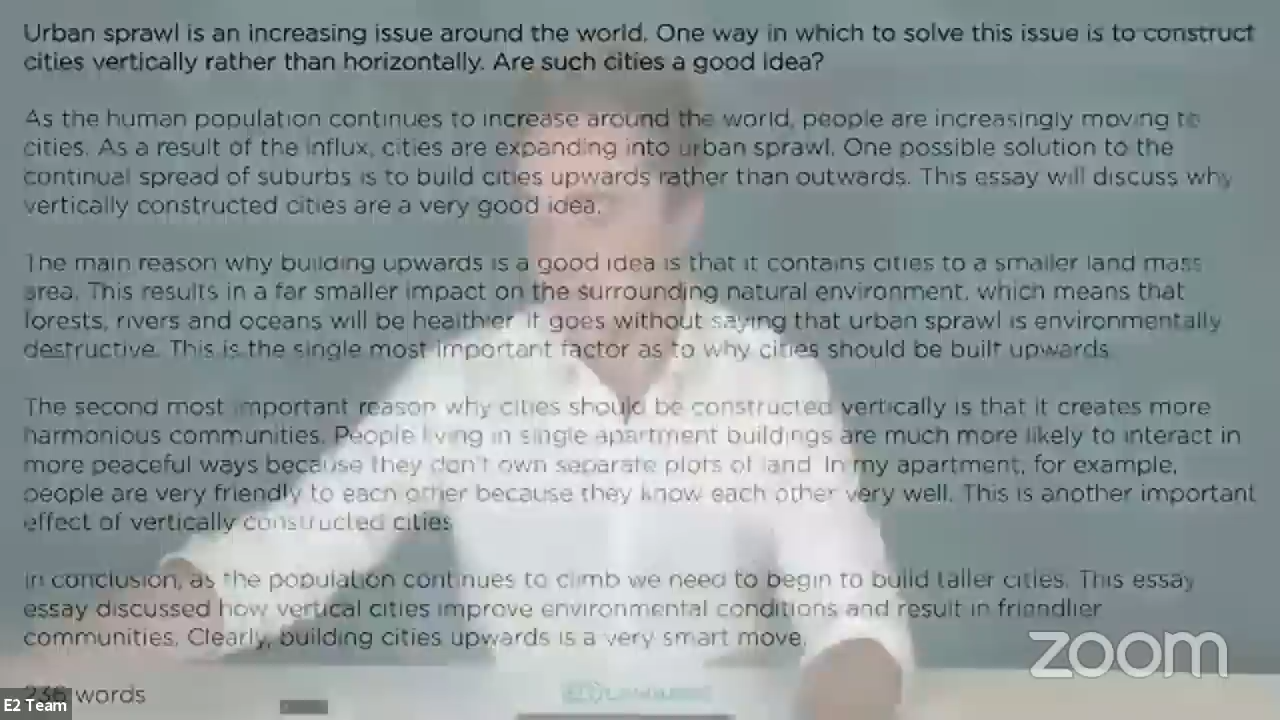 Urban sprawl is an increasing issue around the world. One way in which to solve this issue is to construct
cities vertically rather than horizontally. Are such cities a good idea?
As the human population continues to increase around the world, people are increasingly moving to
cities. As a result of the influx, cities are expanding into urban sprawl. One possible solution to the
continual spread of suburbs is to build cities upwards rather than outwards. This essay will discuss why
vertically constructed cities are a very good idea.
The main reason why building upwards is a good idea is that it contains cities to a smaller land mass
area. This results in a far smaller impact on the surrounding natural environment, which means that
forests, rivers and oceans will be healthier. It goes without saying that urban sprawl is environmentally
destructive. This is the single most important factor as to why cities should be built upwards.
The second most important reason why cities should be constructed vertically is that it creates more
harmonious communities. People living in single apartment buildings are much more likely to interact in
more peaceful ways because they don't own separate plots of land. In my apartment, for example,
people are very friendly to each other because they know each other very well. This is another important
effect of vertically constructed cities
In conclusion, as the population continues to climb we need to begin to build taller cities. This essay
essay discussed how vertical cities improve environmental conditions and result in friendlier
communities. Clearly, building cities upwards is a very smart move.
words
E2 Team
zoom